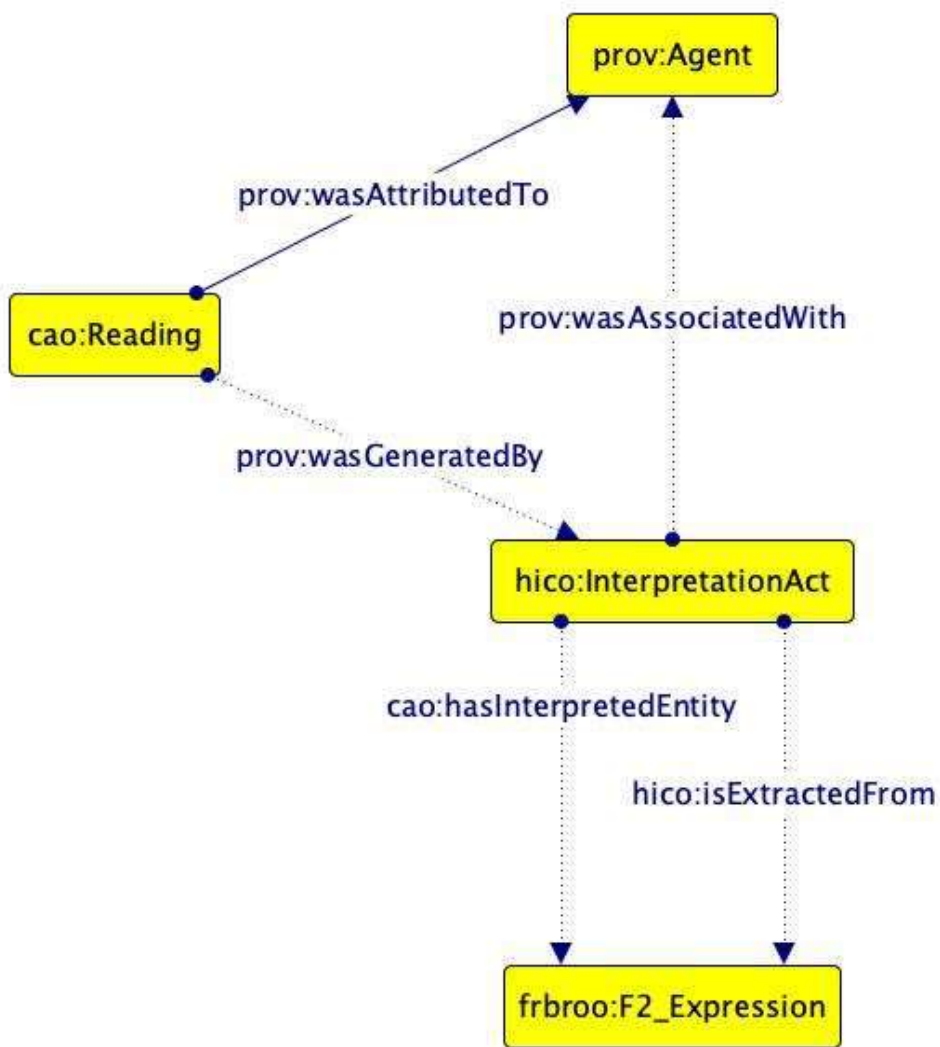 prov:Agent
prov:wasAttributedTo
cao:Reading
prov:wasAssociatedWith
prov:wasGeneratedBy
hico:InterpretationAct
cao:hasInterpretedEntity
hico:isExtractedFrom
frbroo:F2_Expression